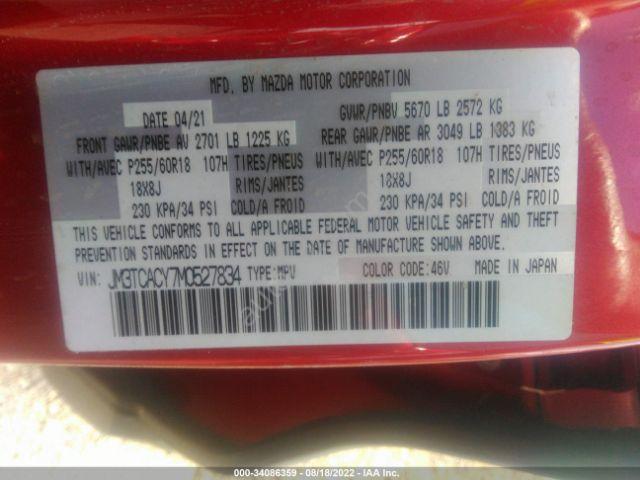 MFD. BY MAZDA MOTOR CORPORATION
DATE 04/21 GVWR/PNBV 5670 LB 2572 KG
FRONT GAWR/PNBE AV 2701 LB 1225 KG REAR GAWR/PNBE AR 3049 LB 1383 KG
WITH/AVEC P255/60R18 107H TIRES/PNEUS WITH/AVEC P255/60R18 107H TIRES/PNEUS
18X8J RIMS/JANTES 18X8J RIMS/JANTES
230 KPA/34 PSI COLD/A FROID 230 KPA/34 PSI COLD/A FROID
THIS VEHICLE CONFORMS TO ALL APPLICABLE FEDERAL MOTOR VEHICLE SAFETY AND THEFT
PREVENTION STANDARDS IN EFFECT ON THE DATE OF MANUFACTURE SHOWN ABOVE.
VIN: JM3TCACY7M0527834 TYPE:MPV COLOR CODE:46V MADE IN JAPAN
000-34086359 - 08/18/2022 - IAA Inc.